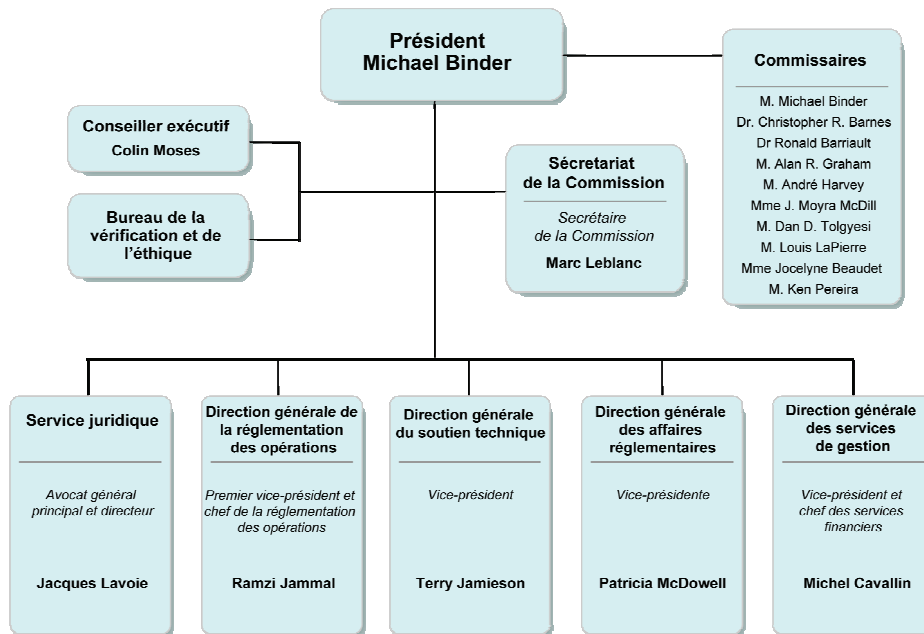 Président
Michael Binder
Commissaires
M. Michael Binder
Dr. Christopher R. Barnes
Dr Ronald Barriault
M. Alan R. Graham
M. André Harvey
Mme J. Moyra McDill
M. Dan D. Tolgyesi
M. Louis LaPierre
Mme Jocelyne Beaudet
M. Ken Pereira
Conseiller exécutif
Colin Moses
Bureau de la
vérification et de
l'éthique
Sécretariat
de la Commission
Secrétaire
de la Commission
Marc Leblanc
Service juridique
Avocat général
principal et directeur
Jacques Lavoie
Direction générale de
la réglementation
des opérations
Premier vice-président et
chef de la réglementation
des opérations
Ramzi Jammal
Direction générale
du soutien technique
Vice-président
Terry Jamieson
Direction générale
des affaires
réglementaires
Vice-présidente
Patricia McDowell
Direction générale
des services
de gestion
Vice-président et
chef des services
financiers
Michel Cavallin